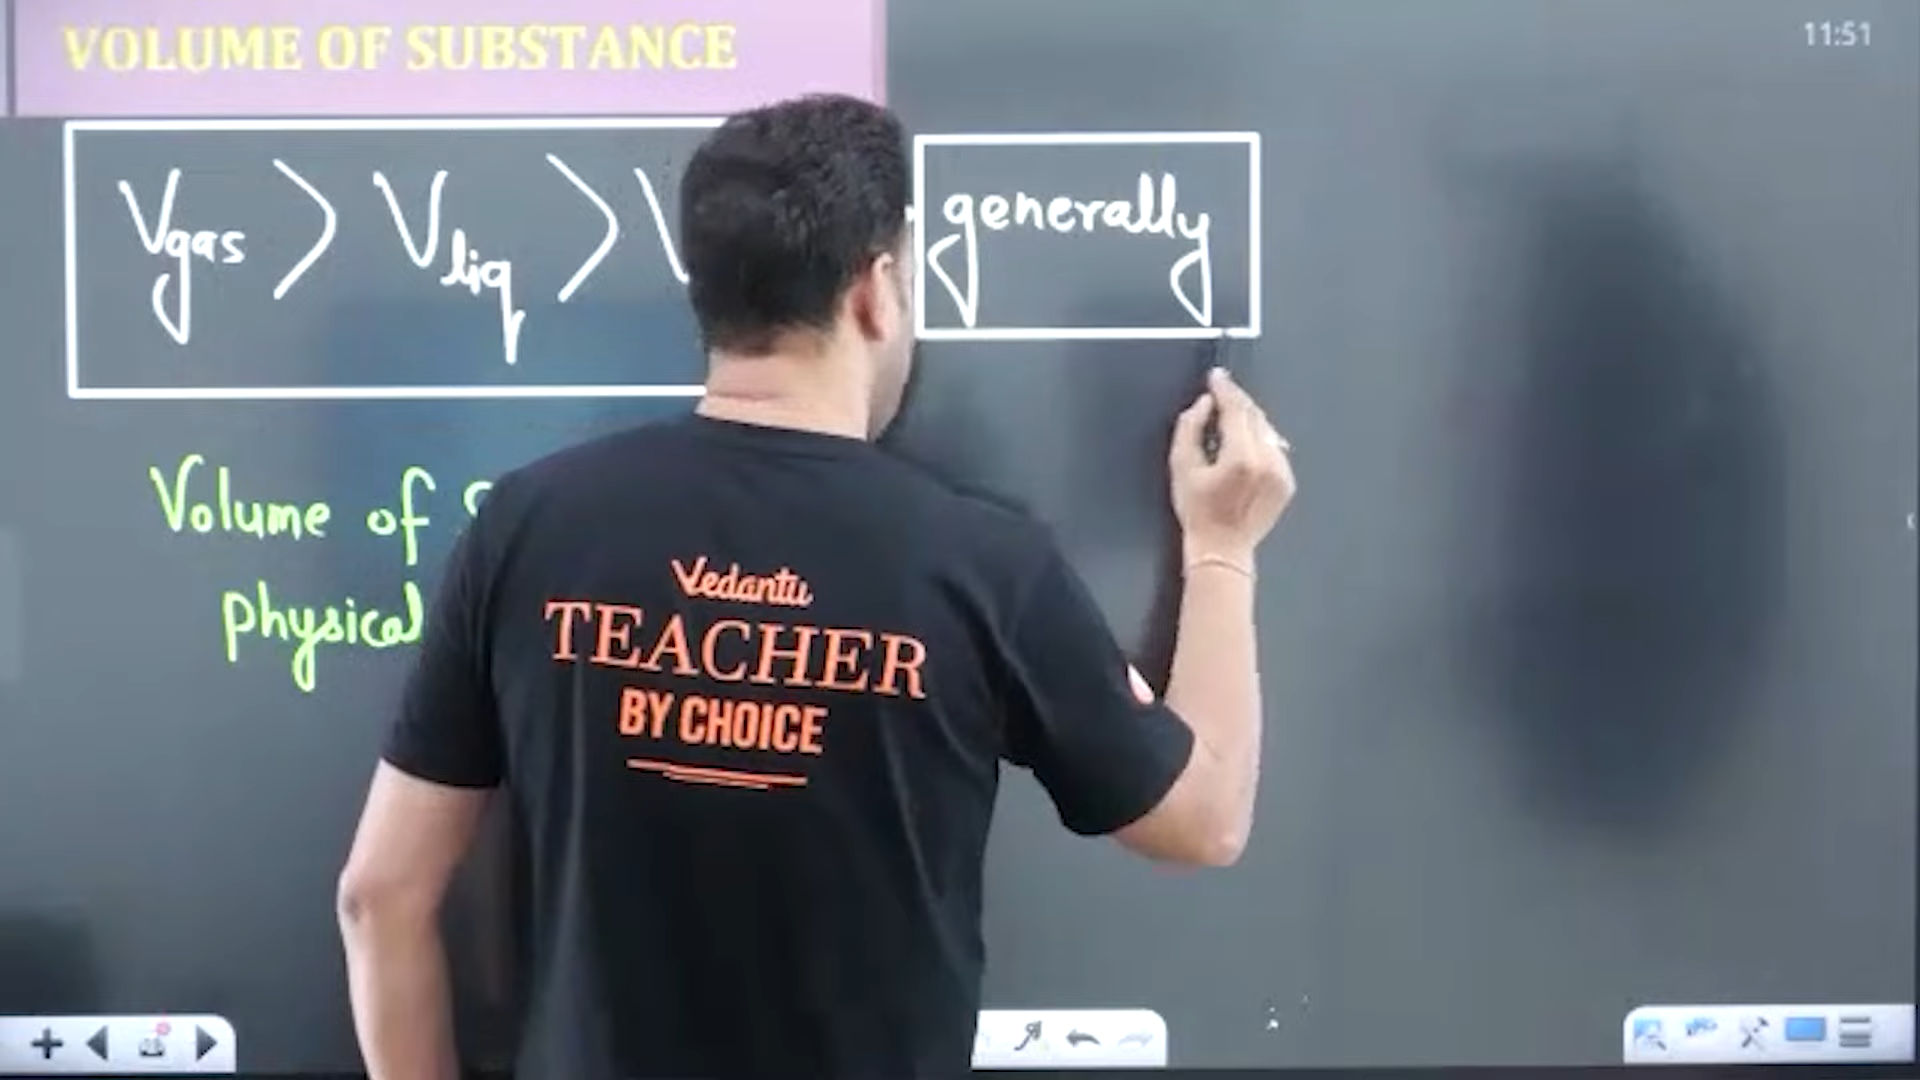 VOLUME OF SUBSTANCE
11:51
Vgas > Vliq > V generally
Volume of
physical
Vedantu
TEACHER
BY CHOICE